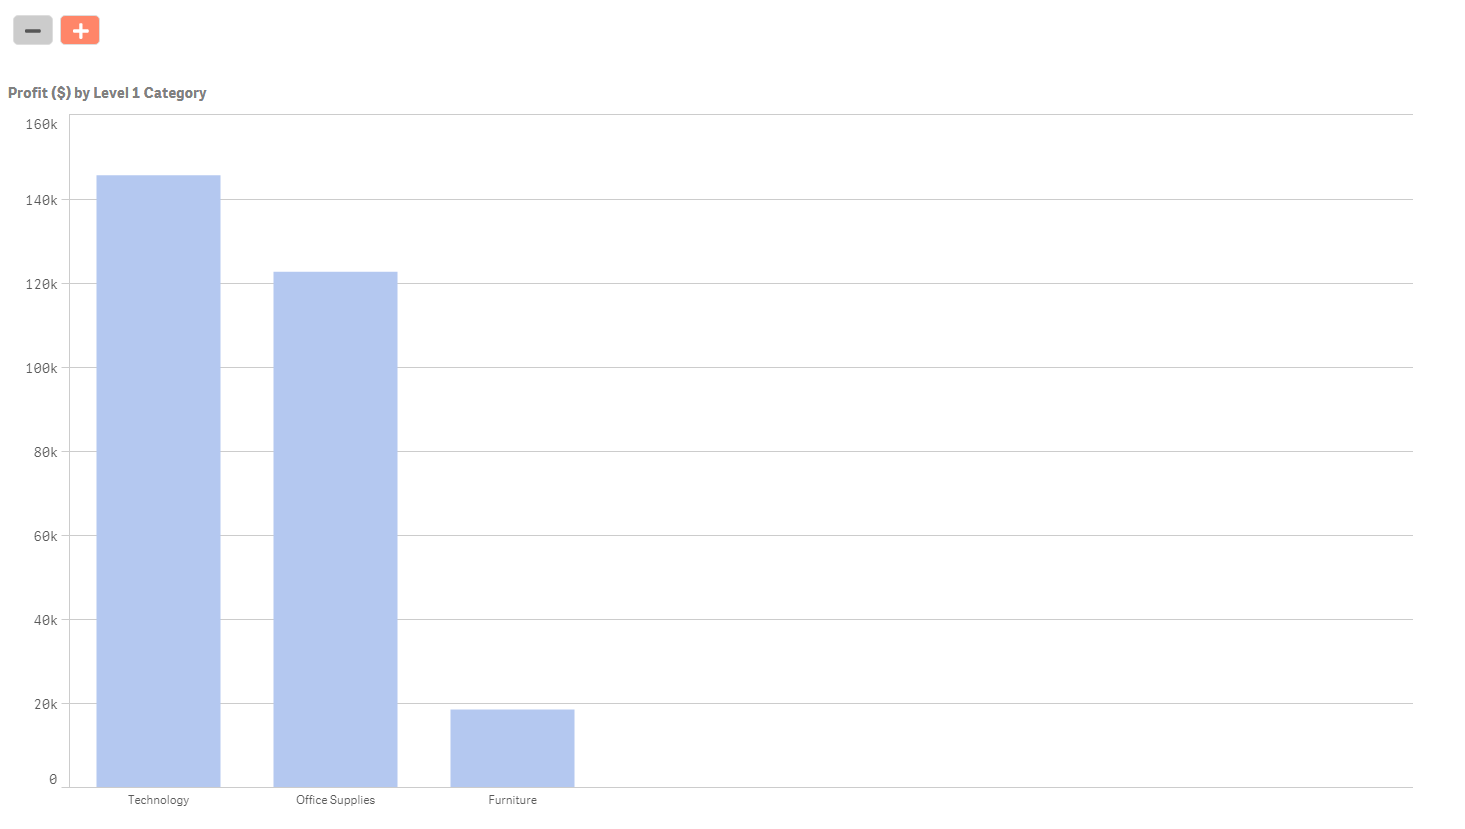 Profit ($) by Level 1 Category
160k
140k
120k
100k
80k
60k
40k
20k
0
Technology Office Supplies Furniture